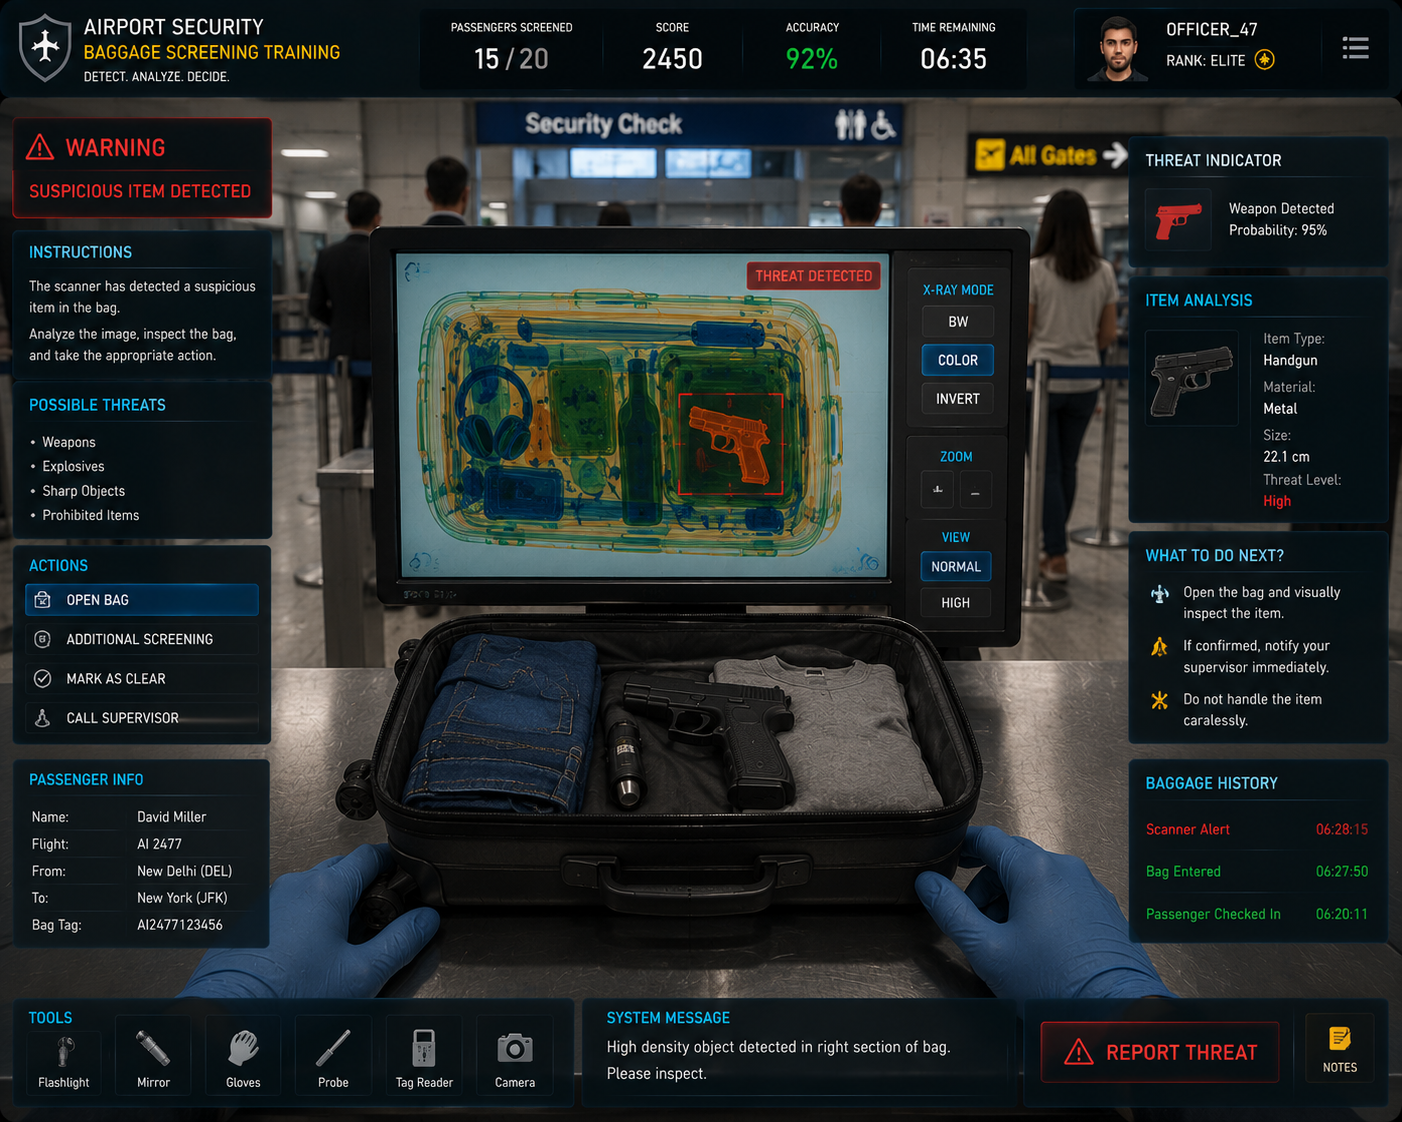 AIRPORT SECURITY
BAGGAGE SCREENING TRAINING
DETECT. ANALYZE. DECIDE.
PASSENGERS SCREENED
15 / 20
SCORE
2450
ACCURACY
92%
TIME REMAINING
06:35
OFFICER_47
RANK: ELITE
WARNING
SUSPICIOUS ITEM DETECTED
INSTRUCTIONS
The scanner has detected a suspicious
item in the bag.
Analyze the image, inspect the bag,
and take the appropriate action.
POSSIBLE THREATS
• Weapons
• Explosives
• Sharp Objects
• Prohibited Items
ACTIONS
OPEN BAG
ADDITIONAL SCREENING
MARK AS CLEAR
CALL SUPERVISOR
PASSENGER INFO
Name: David Miller
Flight: AI 2477
From: New Delhi (DEL)
To: New York (JFK)
Bag Tag: AI2477123456
Security Check
All Gates
THREAT DETECTED
X-RAY MODE
BW
COLOR
INVERT
ZOOM
+ –
VIEW
NORMAL
HIGH
THREAT INDICATOR
Weapon Detected
Probability: 95%
ITEM ANALYSIS
Item Type:
Handgun
Material:
Metal
Size:
22.1 cm
Threat Level:
High
WHAT TO DO NEXT?
Open the bag and visually
inspect the item.
If confirmed, notify your
supervisor immediately.
Do not handle the item
caralessly.
BAGGAGE HISTORY
Scanner Alert 06:28:15
Bag Entered 06:27:50
Passenger Checked In 06:20:11
TOOLS
Flashlight
Mirror
Gloves
Probe
Tag Reader
Camera
SYSTEM MESSAGE
High density object detected in right section of bag.
Please inspect.
REPORT THREAT
NOTES